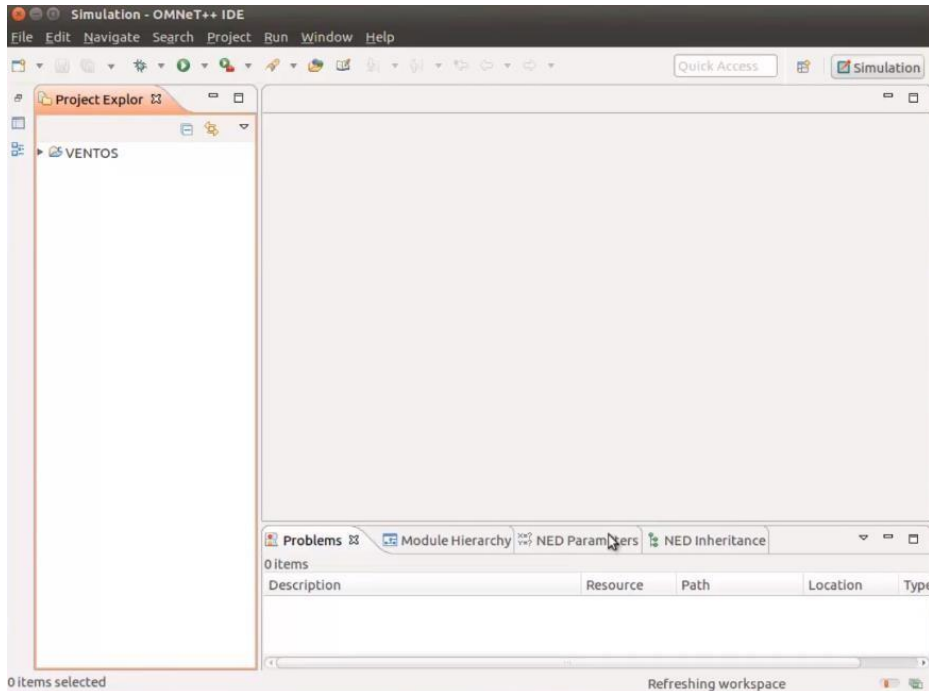 Simulation - OMNeT++ IDE
File Edit Navigate Search Project Run Window Help
Quick Access
Simulation
Project Explor
VENTOS
Problems
Module Hierarchy
NED Parameters
NED Inheritance
0 items
Description Resource Path Location Type
0 items selected
Refreshing workspace